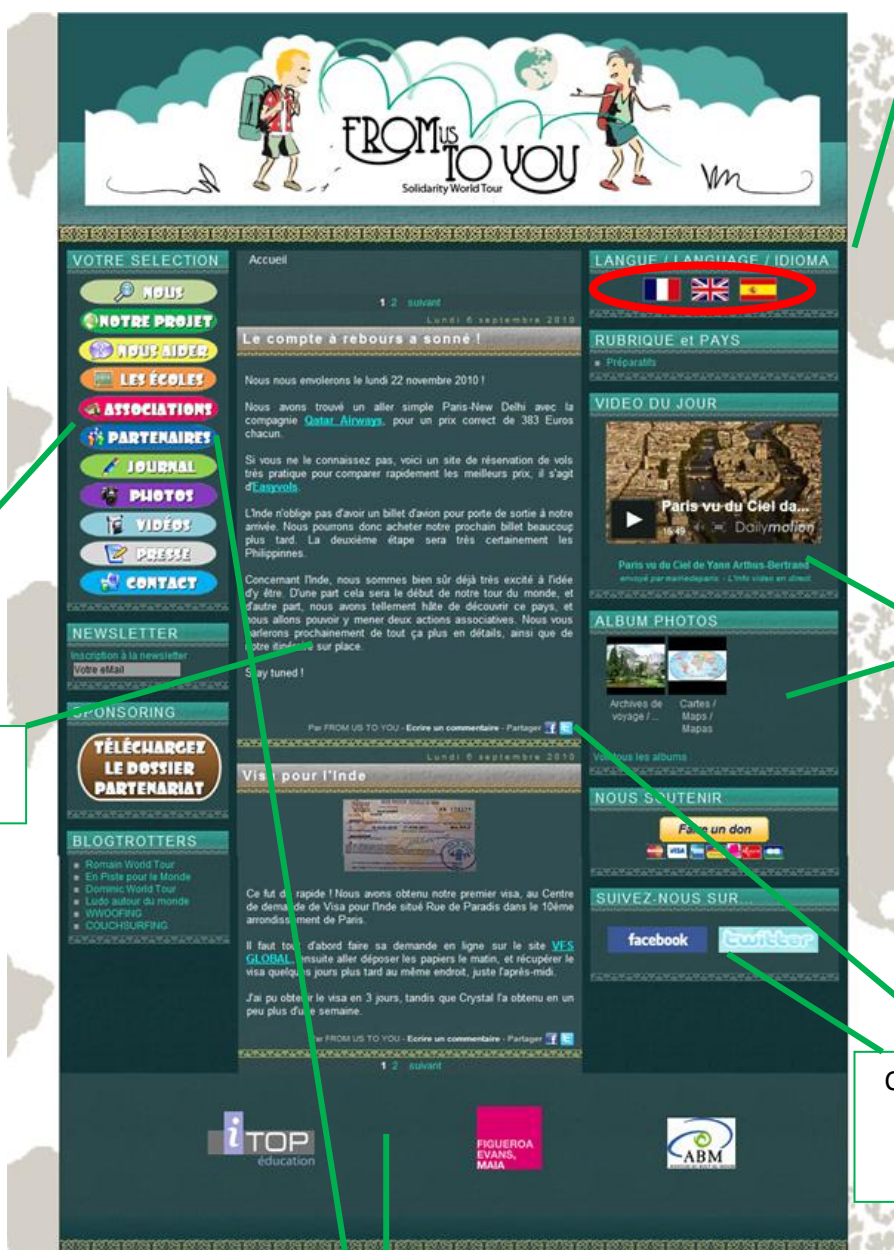 FROM US
TO YOU
Solidarity World Tour
VOTRE SELECTION
NOUS
NOTRE PROJET
NOUS AIDER
LES ÉCOLES
ASSOCIATIONS
PARTENAIRES
JOURNAL
PHOTOS
VIDÉOS
PRESSE
CONTACT
NEWSLETTER
Inscription à la newsletter
Votre eMail
SPONSORING
TÉLÉCHARGEZ
LE DOSSIER
PARTENARIAT
BLOGTROTTERS
Romain World Tour
En Piste pour le Monde
Dominic World Tour
Ludo autour du monde
WWOOFING
COUCHSURFING
Accueil
1 2 suivant
Lundi 6 septembre 2010
Le compte à rebours a sonné !
Nous nous envolerons le lundi 22 novembre 2010 !
Nous avons trouvé un aller simple Paris-New Delhi avec la
compagnie Qatar Airways, pour un prix correct de 383 Euros
chacun.
Si vous ne le connaissez pas, voici un site de réservation de vols
très pratique pour comparer rapidement les meilleurs prix, il s'agit
d'Easyvols.
L'Inde n'oblige pas d'avoir un billet d'avion pour porte de sortie à notre
arrivée. Nous pourrons donc acheter notre prochain billet beaucoup
plus tard. La deuxième étape sera très certainement les
Philippinnes.
Concernant l'Inde, nous sommes bien sûr déjà très excité à l'idée
d'y être. D'une part cela sera le début de notre tour du monde, et
d'autre part, nous avons tellement hâte de découvrir ce pays, et
nous allons pouvoir y mener deux actions associatives. Nous vous
parlerons prochainement de tout ça plus en détails, ainsi que de
notre itinéraire sur place.
Stay tuned !
Par FROM US TO YOU - Ecrire un commentaire - Partager
Lundi 6 septembre 2010
Visa pour l'Inde
Ce fut rapide ! Nous avons obtenu notre premier visa, au Centre
de demande de Visa pour l'Inde situé Rue de Paradis dans le 10ème
arrondissement de Paris.
Il faut tout d'abord faire sa demande en ligne sur le site VFS
GLOBAL, ensuite aller déposer les papiers le matin, et récupérer le
visa quelques jours plus tard au même endroit, juste l'après-midi.
J'ai pu obtenir le visa en 3 jours, tandis que Crystal l'a obtenu en un
peu plus d'une semaine.
Par FROM US TO YOU - Ecrire un commentaire - Partager
1 2 suivant
LANGUE / LANGUAGE / IDIOMA
RUBRIQUE et PAYS
Préparatifs
VIDEO DU JOUR
Paris vu du Ciel da...
15:49
Dailymotion
Paris vu du Ciel de Yann Arthus-Bertrand
envoyé par mairiedeparis - L'info video en direct.
ALBUM PHOTOS
Archives de
voyage / ...
Cartes /
Maps /
Mapas
Voir tous les albums
NOUS SOUTENIR
Faire un don
VISA
SUIVEZ-NOUS SUR...
facebook
twitter
iTOP
éducation
FIGUEROA
EVANS,
MAIA
ABM